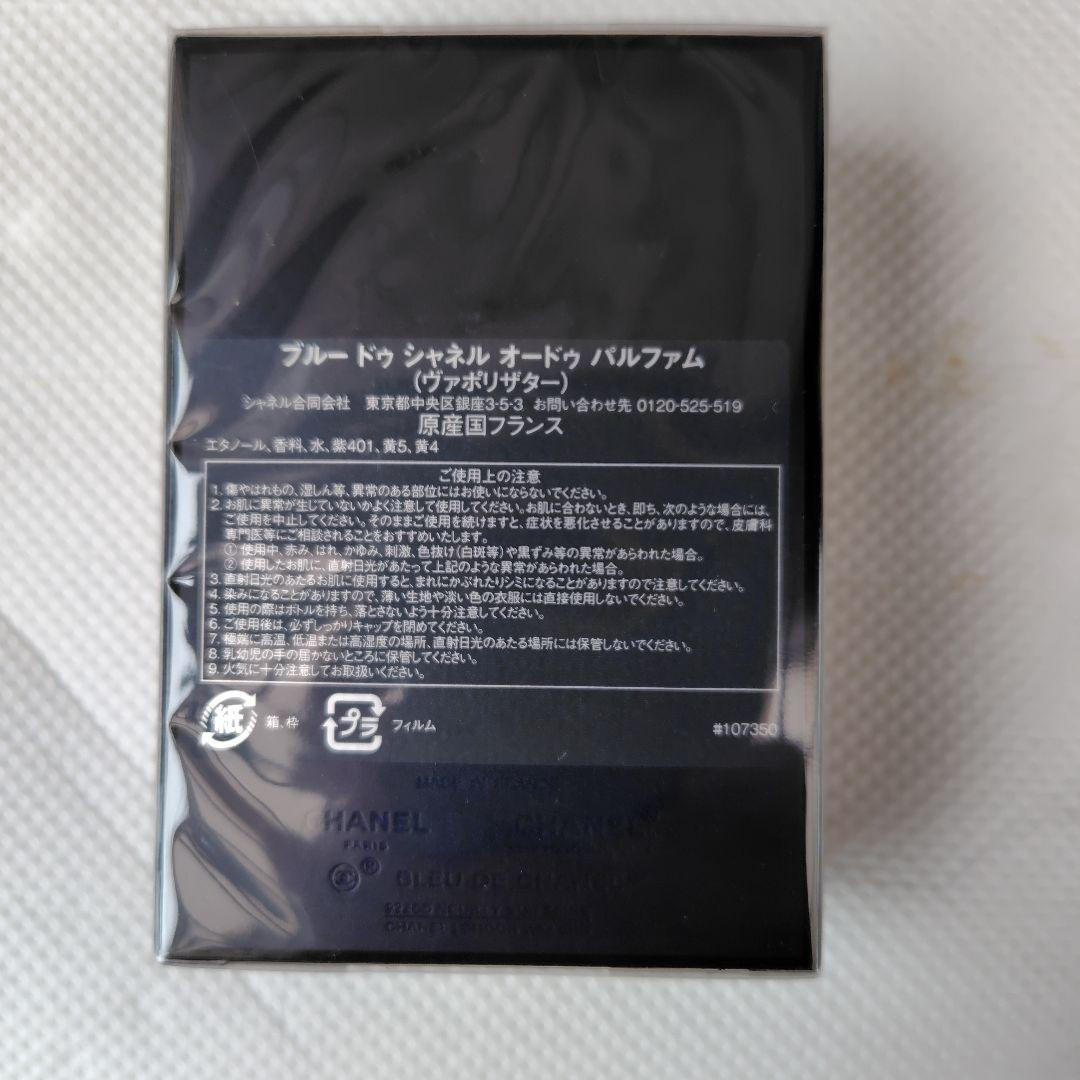 ブルー ドゥ シャネル オードゥ パルファム
(ヴァポリザター)
シャネル合同会社 東京都中央区銀座3-5-3 お問い合わせ先 0120-525-519
原産国フランス
エタノール、香料、水、紫401、黄5、黄4
ご使用上の注意
1. 傷やはれもの、湿しん等、異常のある部位にはお使いにならないでください。
2. お肌に異常が生じていないかよく注意して使用してください。お肌に合わないとき、即ち、次のような場合には、
ご使用を中止してください。そのままご使用を続けますと、症状を悪化させることがありますので、皮膚科
専門医等にご相談されることをおすすめいたします。
① 使用中、赤み、はれ、かゆみ、刺激、色抜け(白斑等)や黒ずみ等の異常があらわれた場合。
② 使用したお肌に、直射日光があたって上記のような異常があらわれた場合。
3. 直射日光のあたるお肌に使用すると、まれにかぶれたりシミになることがありますので注意してください。
4. 染みになることがありますので、薄い生地や淡い色の衣服には直接使用しないでください。
5. 使用の際はボトルを持ち、落とさないよう十分注意してください。
6. ご使用後は、必ずしっかりキャップを閉めてください。
7. 極端に高温、低温または高湿度の場所、直射日光のあたる場所には保管しないでください。
8. 乳幼児の手の届かないところに保管してください。
9. 火気に十分注意してお取扱いください。
紙 箱、枠 プラ フィルム #107350
MADE IN FRANCE
CHANEL CHANEL
PARIS
® BLEU DE CHANEL
CHANEL